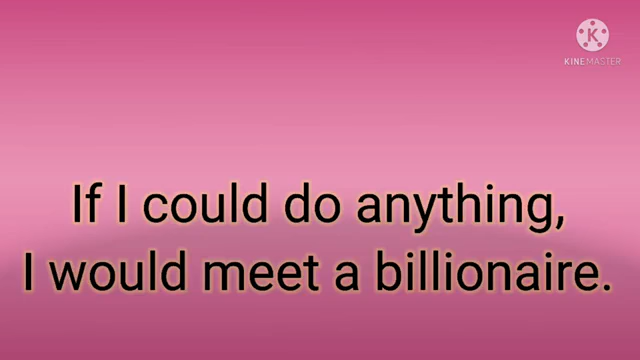 K
KINEMASTER
If I could do anything,
I would meet a billionaire.